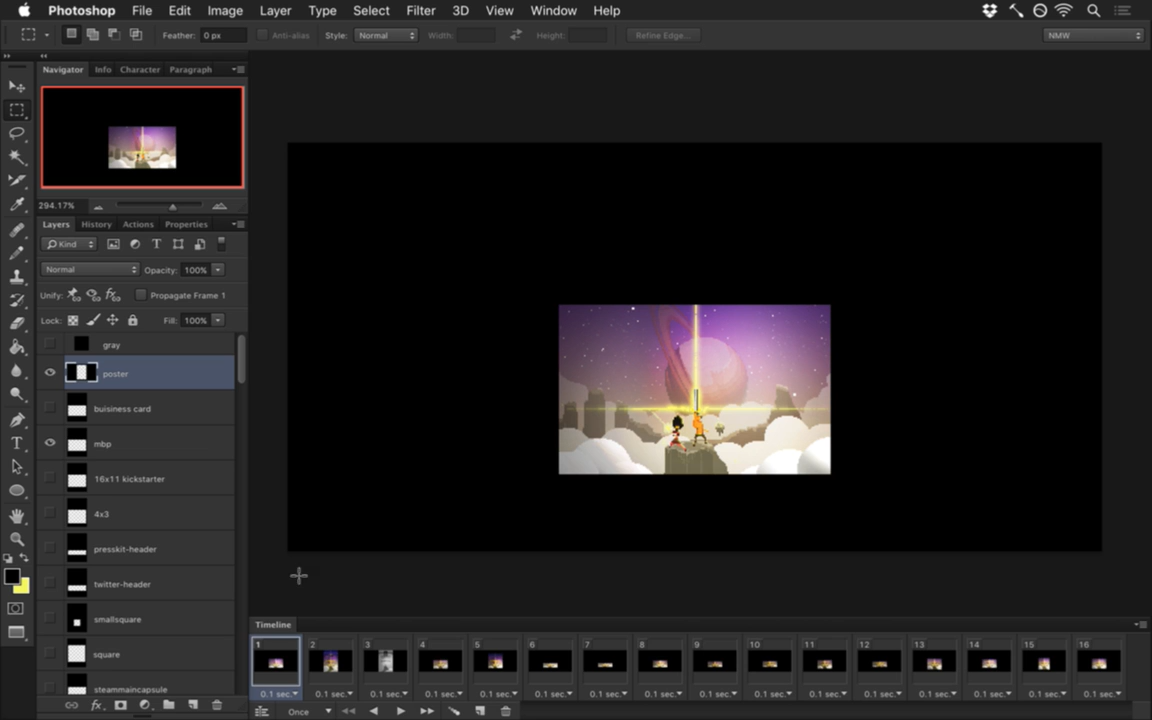 Photoshop File Edit Image Layer Type Select Filter 3D View Window Help
Feather: 0 px Anti-alias Style: Normal Width: Height: Refine Edge... NMW
Navigator Info Character Paragraph
294.17%
Layers History Actions Properties
Kind
Normal Opacity: 100%
Unify: Propagate Frame 1
Lock: Fill: 100%
gray
poster
buisiness card
mbp
16x11 kickstarter
4x3
presskit-header
twitter-header
smallsquare
square
steammaincapsule
Timeline
1 2 3 4 5 6 7 8 9 10 11 12 13 14 15 16
0.1 sec. 0.1 sec. 0.1 sec. 0.1 sec. 0.1 sec. 0.1 sec. 0.1 sec. 0.1 sec. 0.1 sec. 0.1 sec. 0.1 sec. 0.1 sec. 0.1 sec. 0.1 sec. 0.1 sec. 0.1 sec.
Once